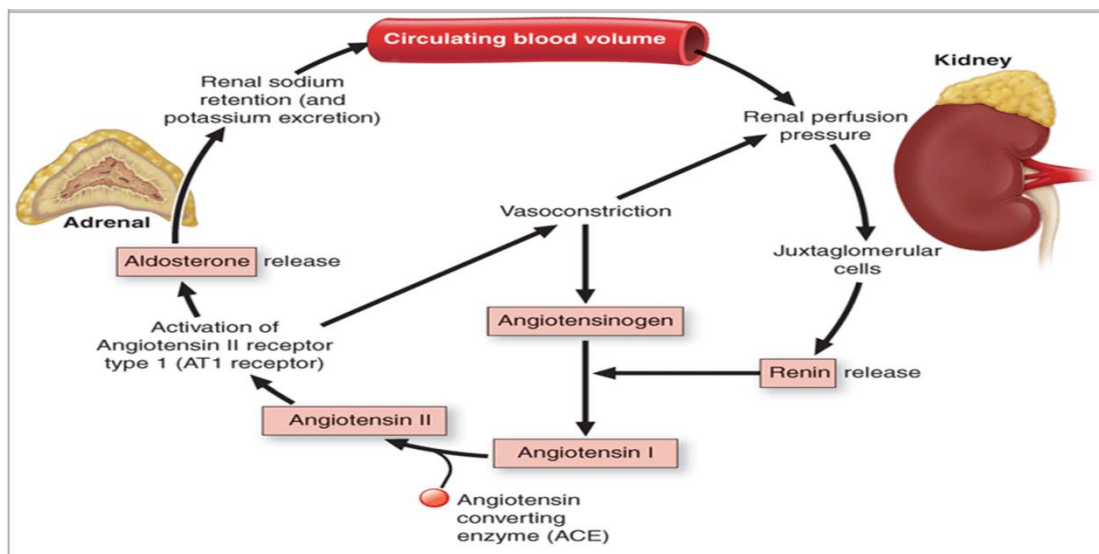 Circulating blood volume
Kidney
Renal sodium
retention (and
potassium excretion)
Renal perfusion
pressure
Adrenal
Vasoconstriction
Aldosterone release
Juxtaglomerular
cells
Activation of
Angiotensin II receptor
type 1 (AT1 receptor)
Angiotensinogen
Renin release
Angiotensin II
Angiotensin I
Angiotensin
converting
enzyme (ACE)